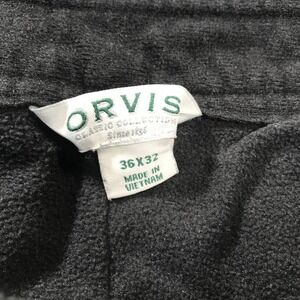 ORVIS
CLASSIC COLLECTION
Since 1856
36X32
MADE IN
VIETNAM